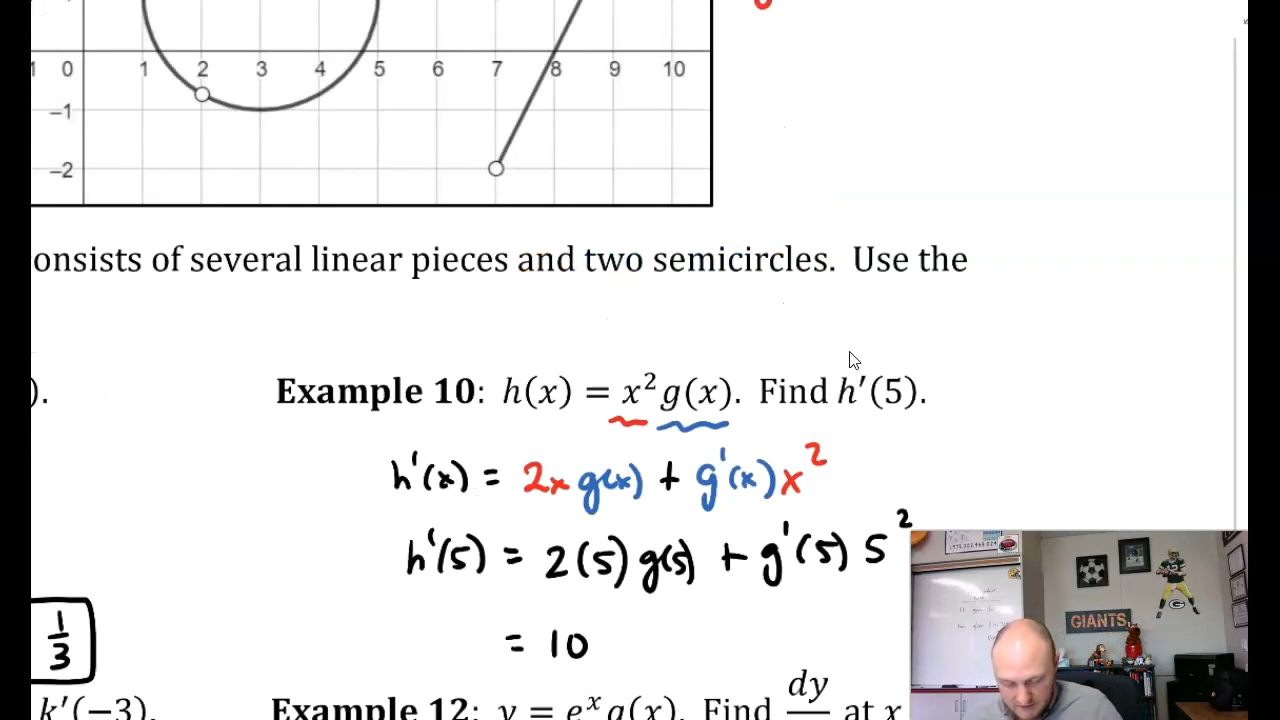 1 0 1 2 3 4 5 6 7 8 9 10
−1
−2
onsists of several linear pieces and two semicircles.  Use the
). Example 10: h(x) = x²g(x).  Find h′(5).
h'(x) = 2x g(x) + g'(x) x²
h'(5) = 2(5) g(5) + g'(5) 5²
1/3
= 10
k′(−3). Example 12: y = eˣg(x).  Find dy/ at x
GIANTS
G